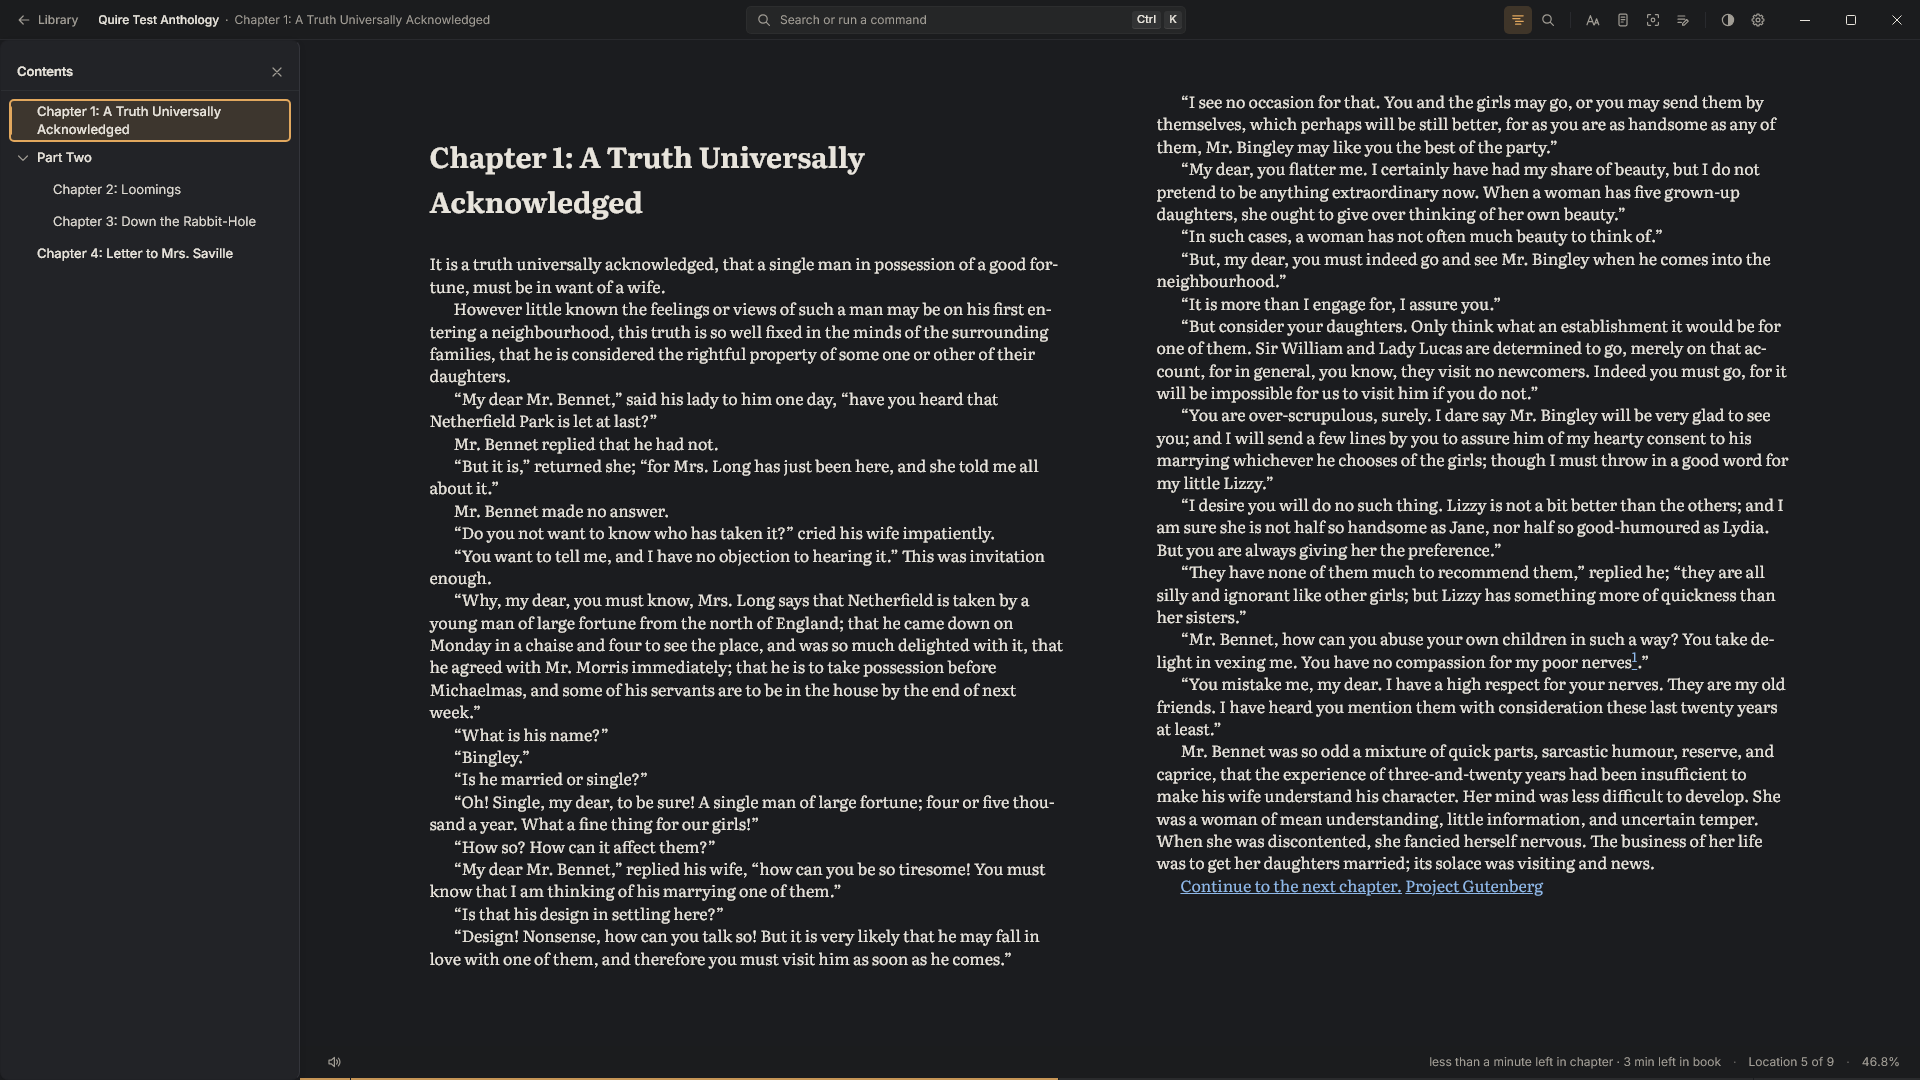 Library
Quire Test Anthology · Chapter 1: A Truth Universally Acknowledged
Search or run a command
Ctrl K
Contents
Chapter 1: A Truth Universally
Acknowledged
Part Two
Chapter 2: Loomings
Chapter 3: Down the Rabbit-Hole
Chapter 4: Letter to Mrs. Saville
Chapter 1: A Truth Universally
Acknowledged
It is a truth universally acknowledged, that a single man in possession of a good for-
tune, must be in want of a wife.
However little known the feelings or views of such a man may be on his first en-
tering a neighbourhood, this truth is so well fixed in the minds of the surrounding
families, that he is considered the rightful property of some one or other of their
daughters.
“My dear Mr. Bennet,” said his lady to him one day, “have you heard that
Netherfield Park is let at last?”
Mr. Bennet replied that he had not.
“But it is,” returned she; “for Mrs. Long has just been here, and she told me all
about it.”
Mr. Bennet made no answer.
“Do you not want to know who has taken it?” cried his wife impatiently.
“You want to tell me, and I have no objection to hearing it.” This was invitation
enough.
“Why, my dear, you must know, Mrs. Long says that Netherfield is taken by a
young man of large fortune from the north of England; that he came down on
Monday in a chaise and four to see the place, and was so much delighted with it, that
he agreed with Mr. Morris immediately; that he is to take possession before
Michaelmas, and some of his servants are to be in the house by the end of next
week.”
“What is his name?”
“Bingley.”
“Is he married or single?”
“Oh! Single, my dear, to be sure! A single man of large fortune; four or five thou-
sand a year. What a fine thing for our girls!”
“How so? How can it affect them?”
“My dear Mr. Bennet,” replied his wife, “how can you be so tiresome! You must
know that I am thinking of his marrying one of them.”
“Is that his design in settling here?”
“Design! Nonsense, how can you talk so! But it is very likely that he may fall in
love with one of them, and therefore you must visit him as soon as he comes.”
“I see no occasion for that. You and the girls may go, or you may send them by
themselves, which perhaps will be still better, for as you are as handsome as any of
them, Mr. Bingley may like you the best of the party.”
“My dear, you flatter me. I certainly have had my share of beauty, but I do not
pretend to be anything extraordinary now. When a woman has five grown-up
daughters, she ought to give over thinking of her own beauty.”
“In such cases, a woman has not often much beauty to think of.”
“But, my dear, you must indeed go and see Mr. Bingley when he comes into the
neighbourhood.”
“It is more than I engage for, I assure you.”
“But consider your daughters. Only think what an establishment it would be for
one of them. Sir William and Lady Lucas are determined to go, merely on that ac-
count, for in general, you know, they visit no newcomers. Indeed you must go, for it
will be impossible for us to visit him if you do not.”
“You are over-scrupulous, surely. I dare say Mr. Bingley will be very glad to see
you; and I will send a few lines by you to assure him of my hearty consent to his
marrying whichever he chooses of the girls; though I must throw in a good word for
my little Lizzy.”
“I desire you will do no such thing. Lizzy is not a bit better than the others; and I
am sure she is not half so handsome as Jane, nor half so good-humoured as Lydia.
But you are always giving her the preference.”
“They have none of them much to recommend them,” replied he; “they are all
silly and ignorant like other girls; but Lizzy has something more of quickness than
her sisters.”
“Mr. Bennet, how can you abuse your own children in such a way? You take de-
light in vexing me. You have no compassion for my poor nerves1.”
“You mistake me, my dear. I have a high respect for your nerves. They are my old
friends. I have heard you mention them with consideration these last twenty years
at least.”
Mr. Bennet was so odd a mixture of quick parts, sarcastic humour, reserve, and
caprice, that the experience of three-and-twenty years had been insufficient to
make his wife understand his character. Her mind was less difficult to develop. She
was a woman of mean understanding, little information, and uncertain temper.
When she was discontented, she fancied herself nervous. The business of her life
was to get her daughters married; its solace was visiting and news.
Continue to the next chapter. Project Gutenberg
less than a minute left in chapter · 3 min left in book · Location 5 of 9 · 46.8%